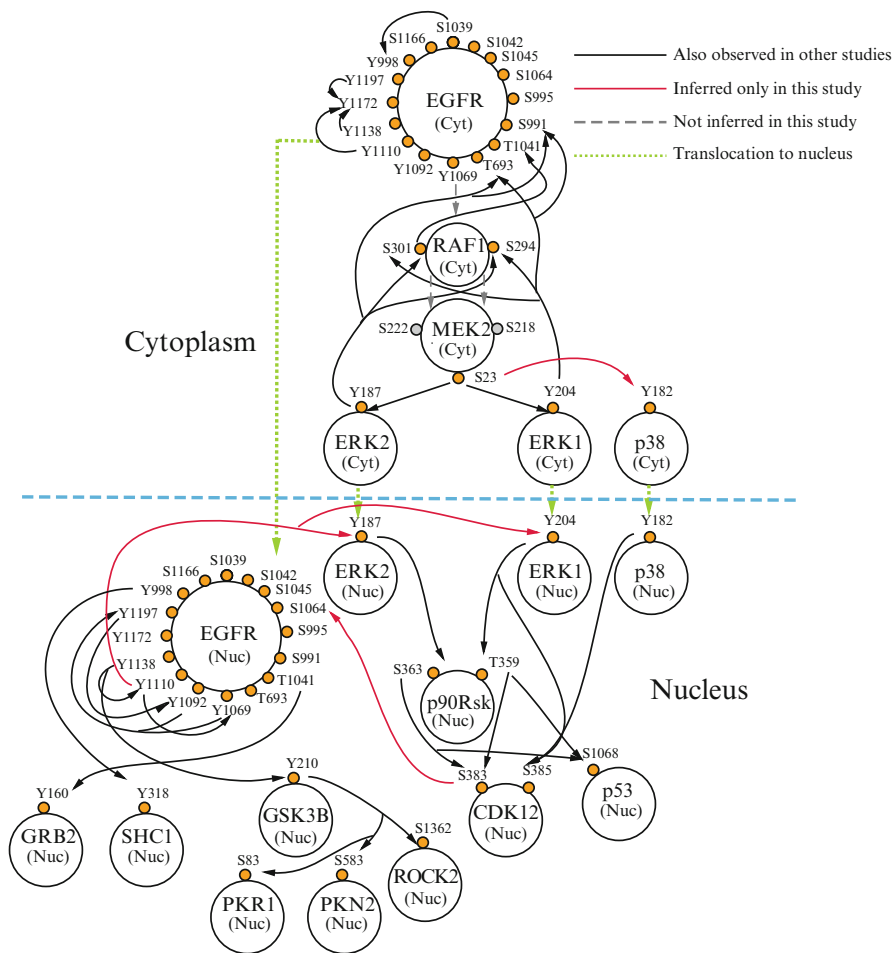 S1039
S1166
S1042
Y998
S1045
S1064
Y1197
EGFR
(Cyt)
S995
Y1172
S991
Y1138
T1041
Y1110
Y1092
Y1069
T693
Also observed in other studies
Inferred only in this study
Not inferred in this study
Translocation to nucleus
S301
RAF1
(Cyt)
S294
S222
MEK2
(Cyt)
S218
S23
Cytoplasm
Y187
Y204
Y182
ERK2
(Cyt)
ERK1
(Cyt)
p38
(Cyt)
Y187
Y204
Y182
ERK2
(Nuc)
ERK1
(Nuc)
p38
(Nuc)
S1039
S1166
S1042
Y998
S1045
S1064
Y1197
EGFR
(Nuc)
S995
Y1172
S991
Y1138
T1041
Y1110
Y1092
Y1069
T693
S363
T359
p90Rsk
(Nuc)
Nucleus
Y160
Y318
Y210
S383
S385
S1068
GRB2
(Nuc)
SHC1
(Nuc)
GSK3B
(Nuc)
CDK12
(Nuc)
p53
(Nuc)
S83
S583
S1362
PKR1
(Nuc)
PKN2
(Nuc)
ROCK2
(Nuc)